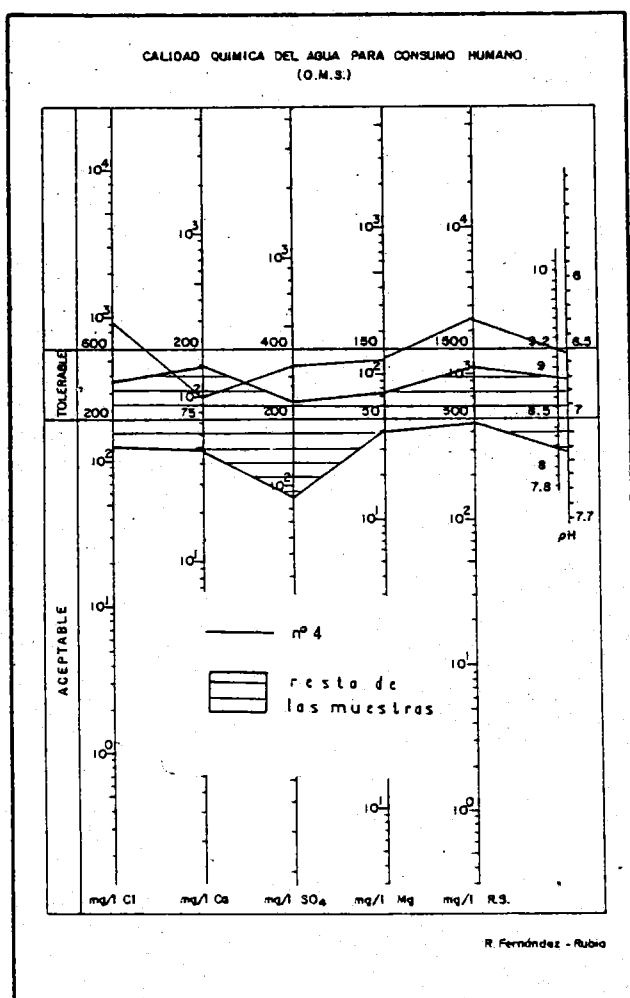 CALIDAD QUIMICA DEL AGUA PARA CONSUMO HUMANO
(O.M.S.)
10⁴
10³
10³
10³
10⁴
10
6
10³
600
200
400
150
1500
9.2
6.5
TOLERABLE
10²
10²
10³
9
200
75
200
50
500
8.5
7
10²
10²
8
7.8
10¹
10¹
10²
7.7
pH
ACEPTABLE
10¹
nº 4
10¹
resto de
las muestras
10⁰
10¹
10⁰
mg/l Cl
mg/l Ca
mg/l SO₄
mg/l Mg
mg/l R.S.
R. Fernández - Rubio